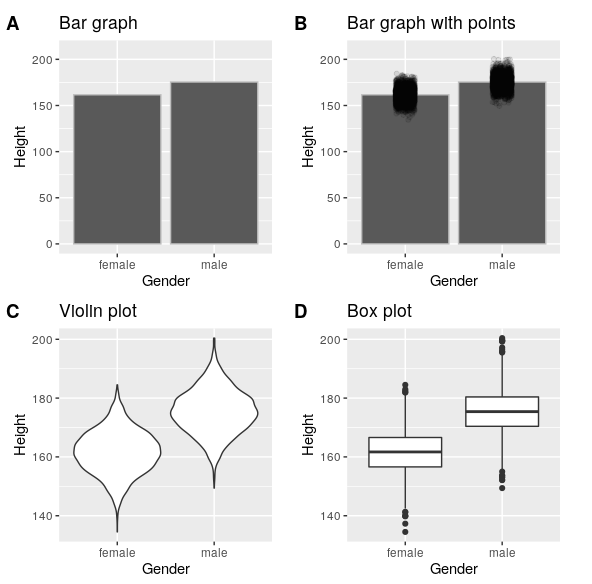 A Bar graph
200
150
100
50
0
Height
female male
Gender
B Bar graph with points
200
150
100
50
0
Height
female male
Gender
C Violin plot
200
180
160
140
Height
female male
Gender
D Box plot
200
180
160
140
Height
female male
Gender